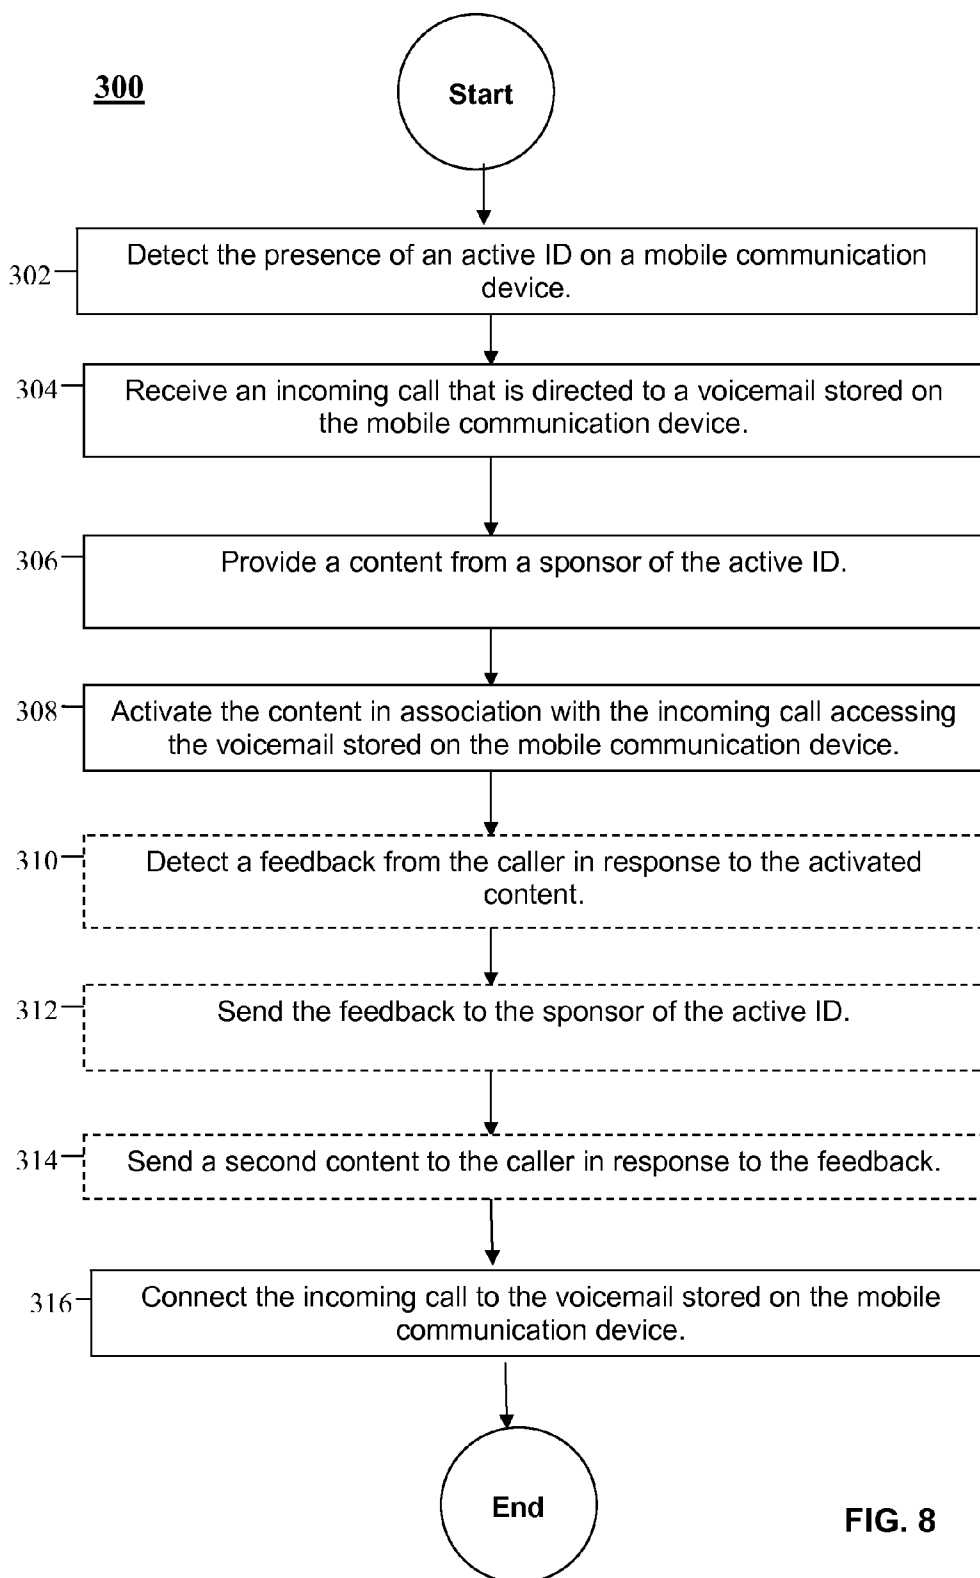 300
Start
302
Detect the presence of an active ID on a mobile communication
device.
304
Receive an incoming call that is directed to a voicemail stored on
the mobile communication device.
306
Provide a content from a sponsor of the active ID.
308
Activate the content in association with the incoming call accessing
the voicemail stored on the mobile communication device.
310
Detect a feedback from the caller in response to the activated
content.
312
Send the feedback to the sponsor of the active ID.
314
Send a second content to the caller in response to the feedback.
316
Connect the incoming call to the voicemail stored on the mobile
communication device.
End
FIG. 8